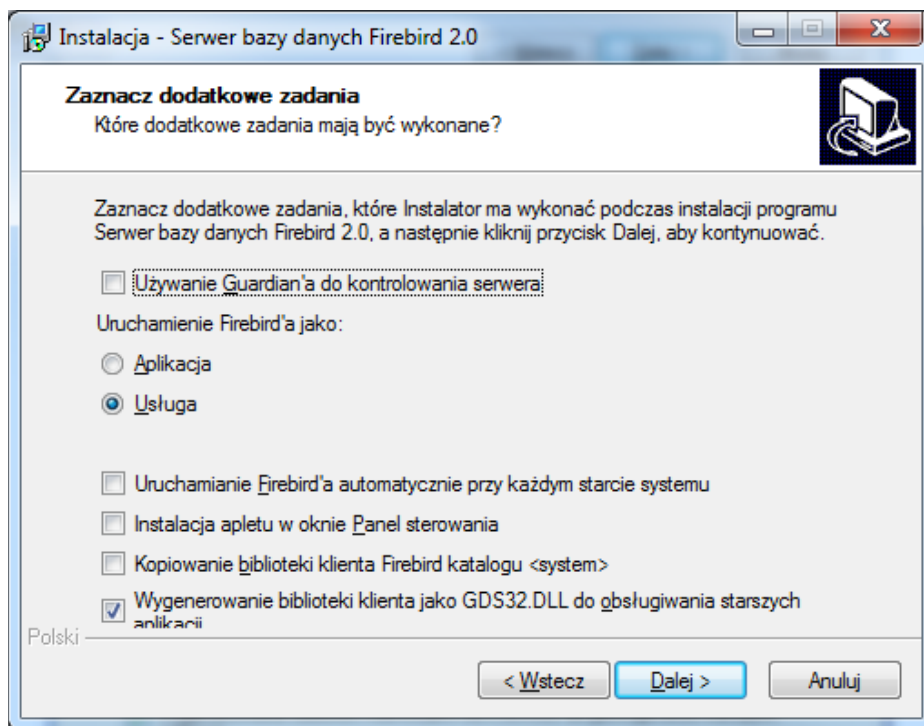 Instalacja - Serwer bazy danych Firebird 2.0
Zaznacz dodatkowe zadania
Które dodatkowe zadania mają być wykonane?
Zaznacz dodatkowe zadania, które Instalator ma wykonać podczas instalacji programu
Serwer bazy danych Firebird 2.0, a następnie kliknij przycisk Dalej, aby kontynuować.
Używanie Guardian'a do kontrolowania serwera
Uruchamienie Firebird'a jako:
Aplikacja
Usługa
Uruchamianie Firebird'a automatycznie przy każdym starcie systemu
Instalacja apletu w oknie Panel sterowania
Kopiowanie biblioteki klienta Firebird katalogu <system>
Wygenerowanie biblioteki klienta jako GDS32.DLL do obsługiwania starszych
aplikacji
Polski
< Wstecz
Dalej >
Anuluj